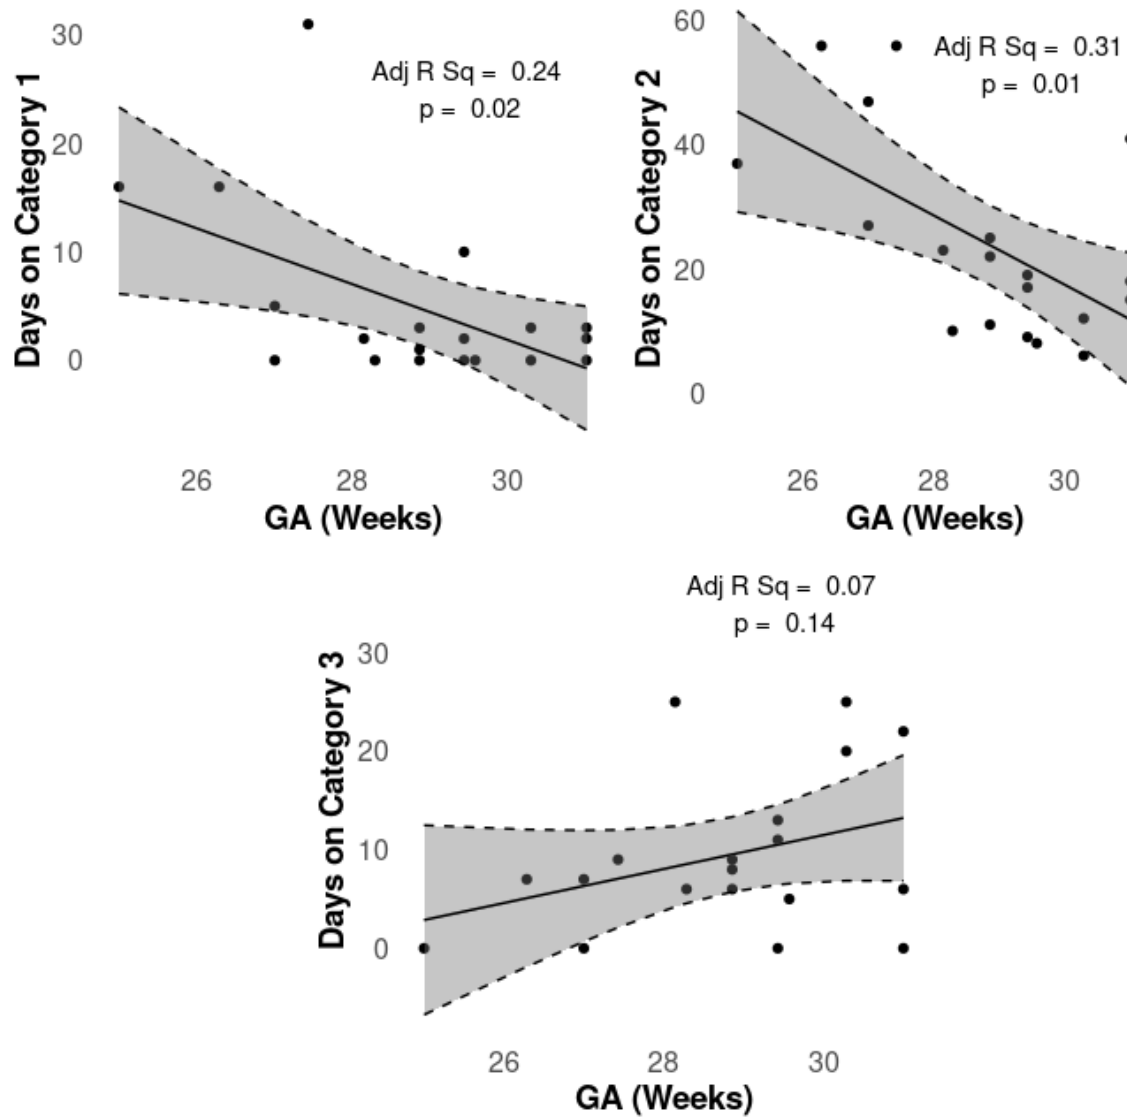 Days on Category 1
30
20
10
0
Adj R Sq = 0.24
p = 0.02
26 28 30
GA (Weeks)
Days on Category 2
60
40
20
0
Adj R Sq = 0.31
p = 0.01
26 28 30
GA (Weeks)
Adj R Sq = 0.07
p = 0.14
Days on Category 3
30
20
10
0
26 28 30
GA (Weeks)